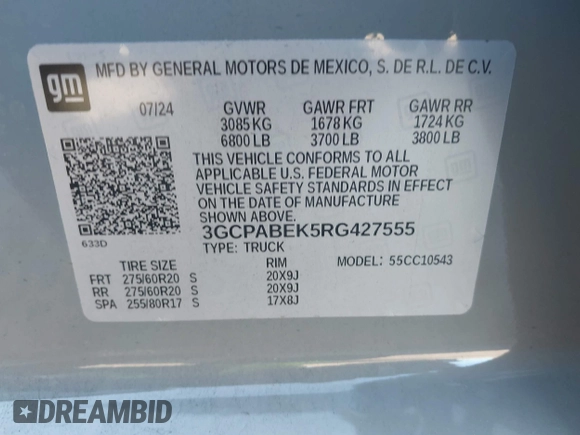 gm
MFD BY GENERAL MOTORS DE MEXICO, S. DE R.L. DE C.V.
07/24 GVWR GAWR FRT GAWR RR
3085 KG 1678 KG 1724 KG
6800 LB 3700 LB 3800 LB
THIS VEHICLE CONFORMS TO ALL
APPLICABLE U.S. FEDERAL MOTOR
VEHICLE SAFETY STANDARDS IN EFFECT
ON THE DATE OF MANUFACTURE
SHOWN ABOVE.
633D
3GCPABEK5RG427555
TYPE: TRUCK MODEL: 55CC10543
TIRE SIZE RIM
FRT 275/60R20 S 20X9J
RR 275/60R20 S 20X9J
SPA 255/80R17 S 17X8J
DREAMBID